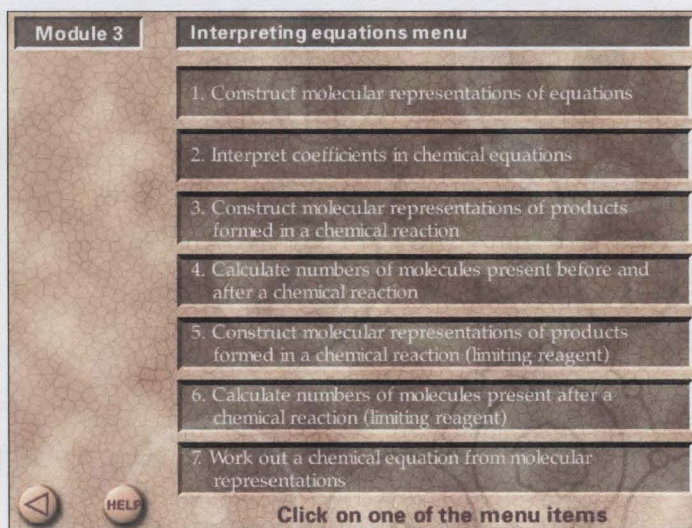 Module 3
Interpreting equations menu
1. Construct molecular representations of equations
2. Interpret coefficients in chemical equations
3. Construct molecular representations of products
formed in a chemical reaction
4. Calculate numbers of molecules present before and
after a chemical reaction
5. Construct molecular representations of products
formed in a chemical reaction (limiting reagent)
6. Calculate numbers of molecules present after a
chemical reaction (limiting reagent)
7. Work out a chemical equation from molecular
representations
HELP
Click on one of the menu items